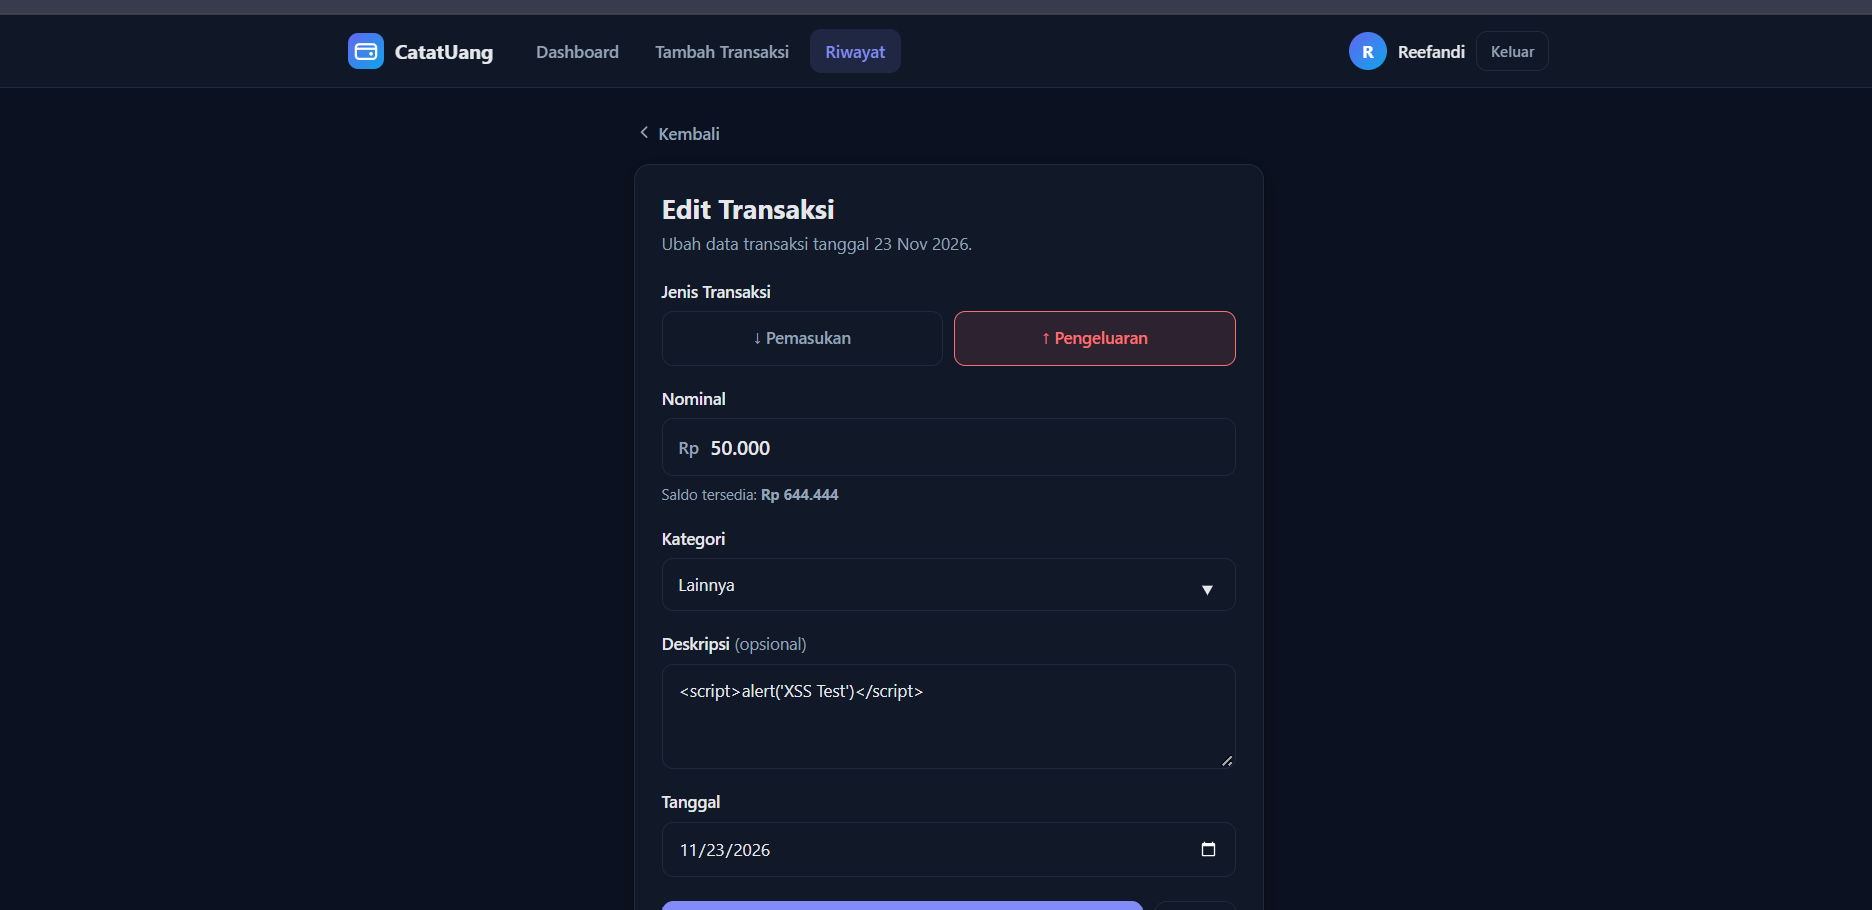 CatatUang Dashboard Tambah Transaksi Riwayat R Reefandi Keluar
Kembali
Edit Transaksi
Ubah data transaksi tanggal 23 Nov 2026.
Jenis Transaksi
↓ Pemasukan ↑ Pengeluaran
Nominal
Rp 50.000
Saldo tersedia: Rp 644.444
Kategori
Lainnya
Deskripsi (opsional)
<script>alert('XSS Test')</script>
Tanggal
11/23/2026